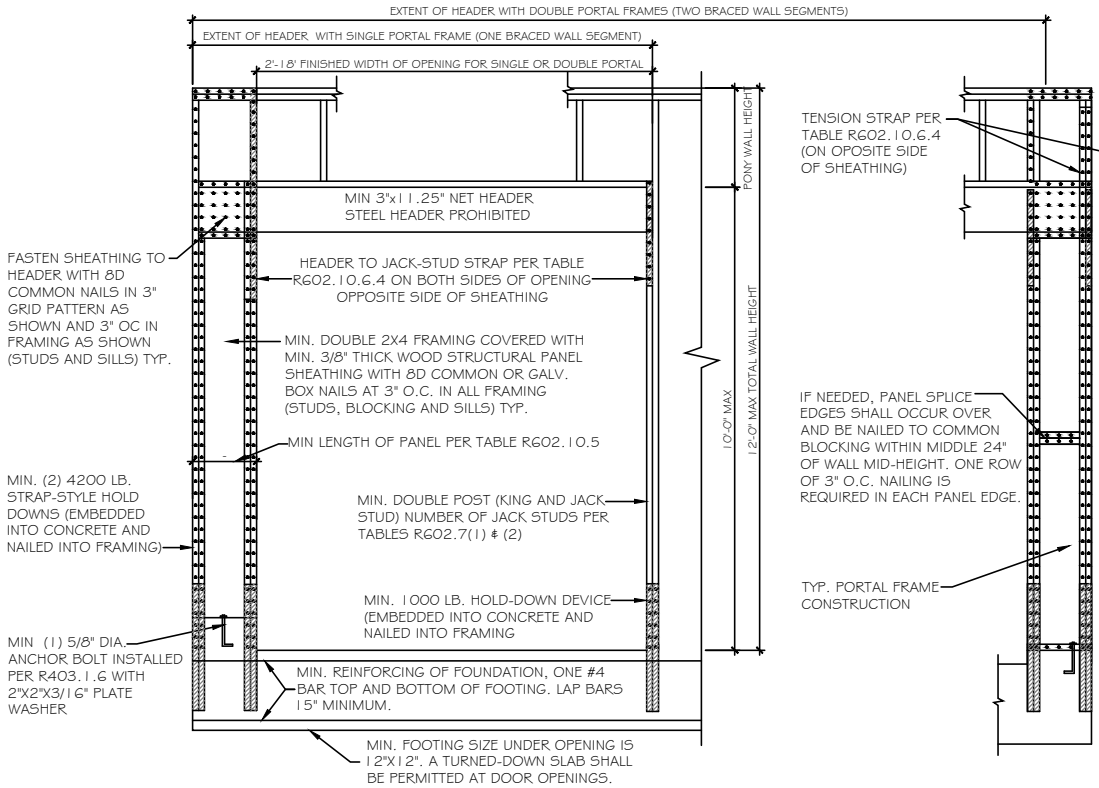 EXTENT OF HEADER WITH DOUBLE PORTAL FRAMES (TWO BRACED WALL SEGMENTS)
EXTENT OF HEADER WITH SINGLE PORTAL FRAME (ONE BRACED WALL SEGMENT)
2'-18' FINISHED WIDTH OF OPENING FOR SINGLE OR DOUBLE PORTAL
PONY WALL HEIGHT
TENSION STRAP PER
TABLE R602.10.6.4
(ON OPOSITE SIDE
OF SHEATHING)
MIN 3"x11.25" NET HEADER
STEEL HEADER PROHIBITED
FASTEN SHEATHING TO
HEADER WITH 8D
COMMON NAILS IN 3"
GRID PATTERN AS
SHOWN AND 3" OC IN
FRAMING AS SHOWN
(STUDS AND SILLS) TYP.
HEADER TO JACK-STUD STRAP PER TABLE
R602.10.6.4 ON BOTH SIDES OF OPENING
OPPOSITE SIDE OF SHEATHING
MIN. DOUBLE 2X4 FRAMING COVERED WITH
MIN. 3/8" THICK WOOD STRUCTURAL PANEL
SHEATHING WITH 8D COMMON OR GALV.
BOX NAILS AT 3" O.C. IN ALL FRAMING
(STUDS, BLOCKING AND SILLS) TYP.
10'-0" MAX
12'-0" MAX TOTAL WALL HEIGHT
IF NEEDED, PANEL SPLICE
EDGES SHALL OCCUR OVER
AND BE NAILED TO COMMON
BLOCKING WITHIN MIDDLE 24"
OF WALL MID-HEIGHT. ONE ROW
OF 3" O.C. NAILING IS
REQUIRED IN EACH PANEL EDGE.
MIN LENGTH OF PANEL PER TABLE R602.10.5
MIN. (2) 4200 LB.
STRAP-STYLE HOLD
DOWNS (EMBEDDED
INTO CONCRETE AND
NAILED INTO FRAMING)
MIN. DOUBLE POST (KING AND JACK
STUD) NUMBER OF JACK STUDS PER
TABLES R602.7(1) & (2)
MIN. 1000 LB. HOLD-DOWN DEVICE
(EMBEDDED INTO CONCRETE AND
NAILED INTO FRAMING
TYP. PORTAL FRAME
CONSTRUCTION
MIN (1) 5/8" DIA.
ANCHOR BOLT INSTALLED
PER R403.1.6 WITH
2"X2"X3/16" PLATE
WASHER
MIN. REINFORCING OF FOUNDATION, ONE #4
BAR TOP AND BOTTOM OF FOOTING. LAP BARS
15" MINIMUM.
MIN. FOOTING SIZE UNDER OPENING IS
12"X12". A TURNED-DOWN SLAB SHALL
BE PERMITTED AT DOOR OPENINGS.